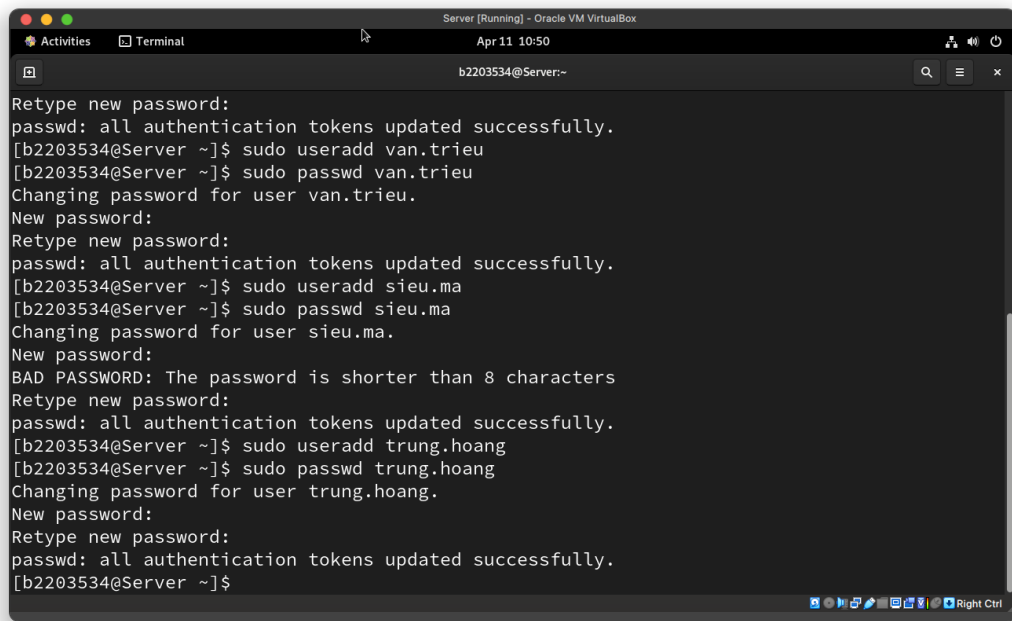 Server [Running] - Oracle VM VirtualBox
Activities Terminal Apr 11 10:50
b2203534@Server:~
Retype new password:
passwd: all authentication tokens updated successfully.
[b2203534@Server ~]$ sudo useradd van.trieu
[b2203534@Server ~]$ sudo passwd van.trieu
Changing password for user van.trieu.
New password:
Retype new password:
passwd: all authentication tokens updated successfully.
[b2203534@Server ~]$ sudo useradd sieu.ma
[b2203534@Server ~]$ sudo passwd sieu.ma
Changing password for user sieu.ma.
New password:
BAD PASSWORD: The password is shorter than 8 characters
Retype new password:
passwd: all authentication tokens updated successfully.
[b2203534@Server ~]$ sudo useradd trung.hoang
[b2203534@Server ~]$ sudo passwd trung.hoang
Changing password for user trung.hoang.
New password:
Retype new password:
passwd: all authentication tokens updated successfully.
[b2203534@Server ~]$
Right Ctrl